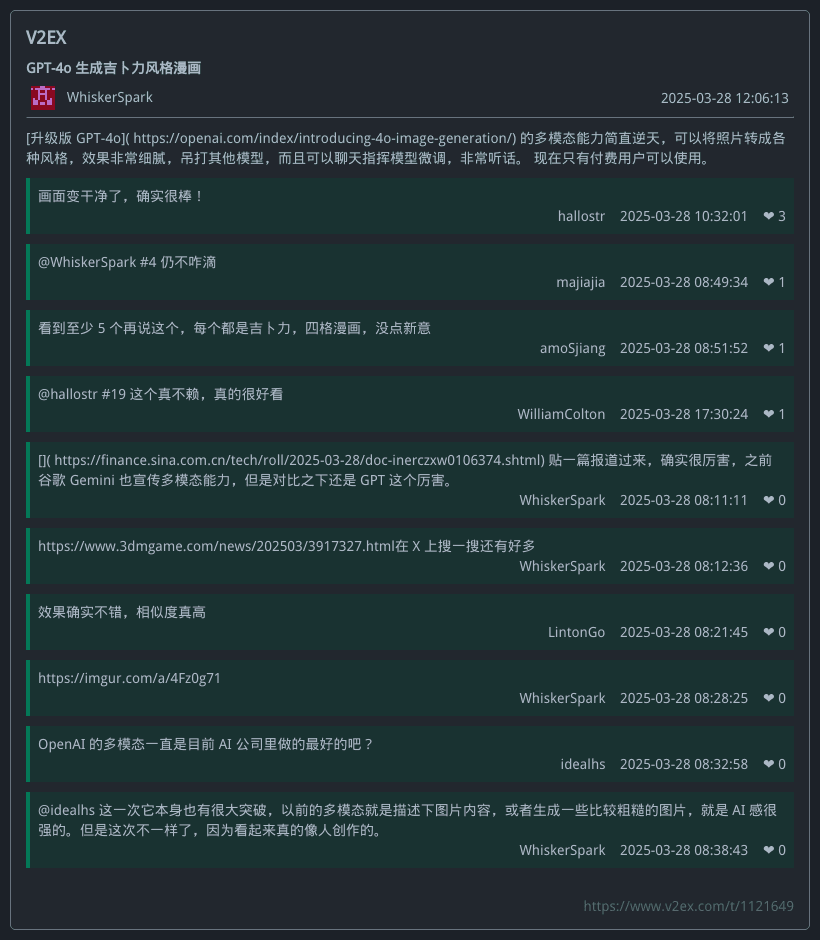 V2EX
GPT-4o 生成吉卜力风格漫画
WhiskerSpark 2025-03-28 12:06:13
[升级版 GPT-4o]( https://openai.com/index/introducing-4o-image-generation/) 的多模态能力简直逆天，可以将照片转成各
种风格，效果非常细腻，吊打其他模型，而且可以聊天指挥模型微调，非常听话。 现在只有付费用户可以使用。
画面变干净了，确实很棒！
hallostr 2025-03-28 10:32:01 ❤ 3
@WhiskerSpark #4 仍不咋滴
majiajia 2025-03-28 08:49:34 ❤ 1
看到至少 5 个再说这个，每个都是吉卜力，四格漫画，没点新意
amoSjiang 2025-03-28 08:51:52 ❤ 1
@hallostr #19 这个真不赖，真的很好看
WilliamColton 2025-03-28 17:30:24 ❤ 1
[]( https://finance.sina.com.cn/tech/roll/2025-03-28/doc-inerczxw0106374.shtml) 贴一篇报道过来，确实很厉害，之前
谷歌 Gemini 也宣传多模态能力，但是对比之下还是 GPT 这个厉害。
WhiskerSpark 2025-03-28 08:11:11 ❤ 0
https://www.3dmgame.com/news/202503/3917327.html在 X 上搜一搜还有好多
WhiskerSpark 2025-03-28 08:12:36 ❤ 0
效果确实不错，相似度真高
LintonGo 2025-03-28 08:21:45 ❤ 0
https://imgur.com/a/4Fz0g71
WhiskerSpark 2025-03-28 08:28:25 ❤ 0
OpenAI 的多模态一直是目前 AI 公司里做的最好的吧？
idealhs 2025-03-28 08:32:58 ❤ 0
@idealhs 这一次它本身也有很大突破，以前的多模态就是描述下图片内容，或者生成一些比较粗糙的图片，就是 AI 感很
强的。但是这次不一样了，因为看起来真的像人创作的。
WhiskerSpark 2025-03-28 08:38:43 ❤ 0
https://www.v2ex.com/t/1121649